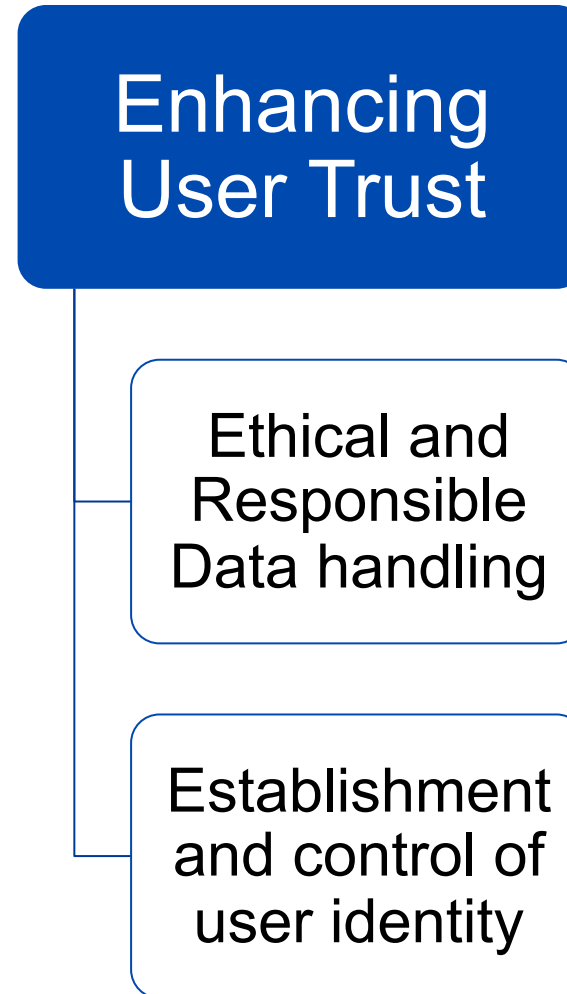 Enhancing
User Trust
Ethical and
Responsible
Data handling
Establishment
and control of
user identity